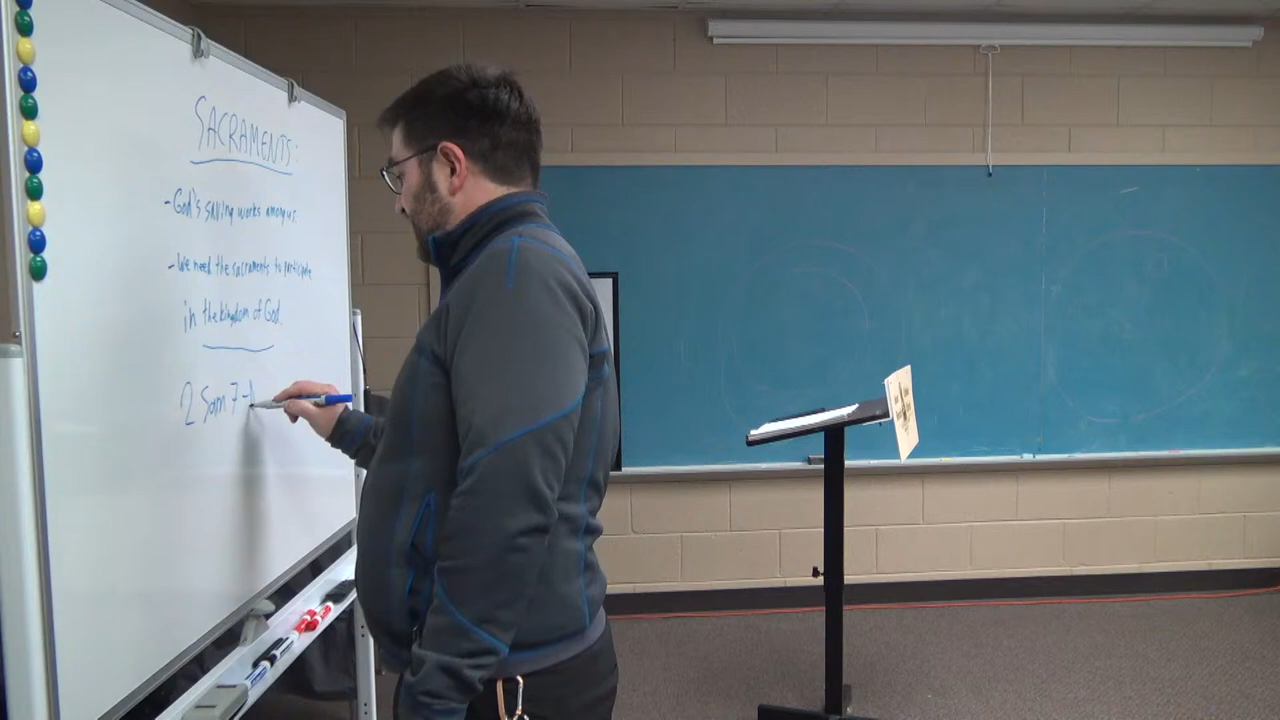 SACRAMENTS:
- God's saving works among us.
- We need the sacraments to participate
in the kingdom of God.
2 Sam 7-